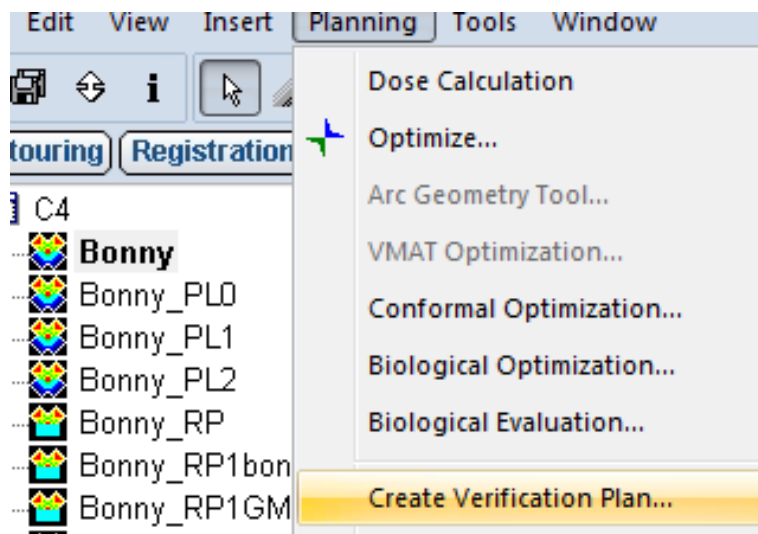 Edit View Insert Planning Tools Window
i
Dose Calculation
Optimize...
touring Registration
Arc Geometry Tool...
C4
Bonny
VMAT Optimization...
Bonny_PL0
Conformal Optimization...
Bonny_PL1
Biological Optimization...
Bonny_PL2
Bonny_RP
Biological Evaluation...
Bonny_RP1bon
Create Verification Plan...
Bonny_RP1GM